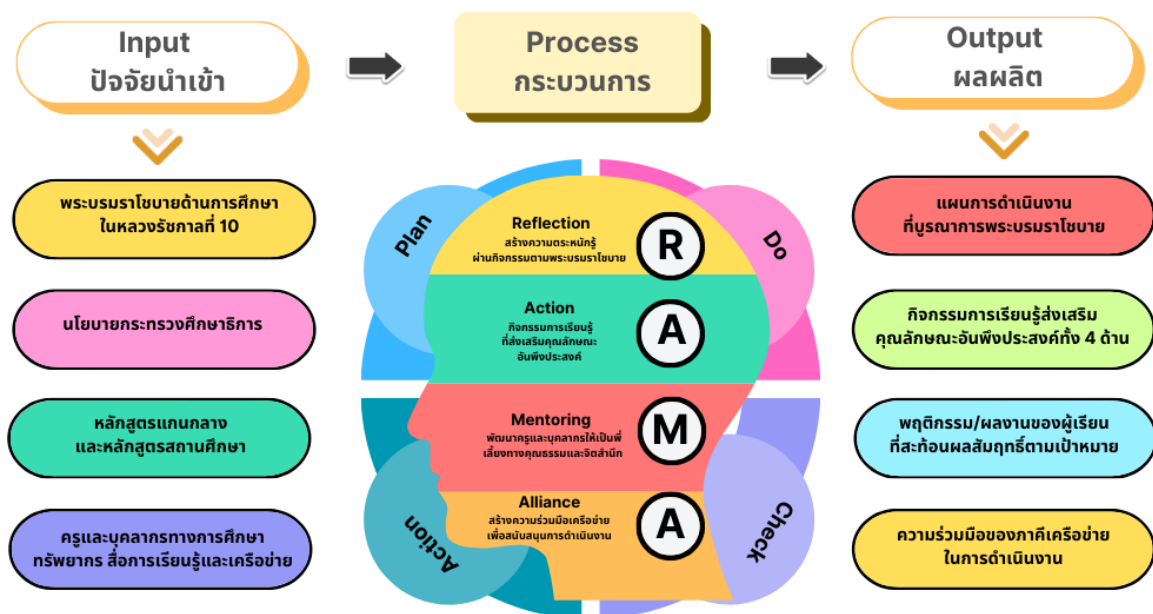 Input
ปัจจัยนำเข้า
Process
กระบวนการ
Output
ผลผลิต
พระบรมราโชบายด้านการศึกษา
ในหลวงรัชกาลที่ 10
นโยบายกระทรวงศึกษาธิการ
หลักสูตรแกนกลาง
และหลักสูตรสถานศึกษา
ครูและบุคลากรทางการศึกษา
ทรัพยากร สื่อการเรียนรู้และเครือข่าย
Plan
Do
Reflection
สร้างความตระหนักรู้
ผ่านกิจกรรมตามพระบรมราโชบาย
R
Action
กิจกรรมการเรียนรู้
ที่ส่งเสริมคุณลักษณะ
อันพึงประสงค์
A
Mentoring
พัฒนาครูและบุคลากรให้เป็นพี่
เลี้ยงทางคุณธรรมและจิตสำนึก
M
Alliance
สร้างความร่วมมือเครือข่าย
เพื่อสนับสนุนการดำเนินงาน
A
Action
Check
แผนการดำเนินงาน
ที่บูรณาการพระบรมราโชบาย
กิจกรรมการเรียนรู้ส่งเสริม
คุณลักษณะอันพึงประสงค์ทั้ง 4 ด้าน
พฤติกรรม/ผลงานของผู้เรียน
ที่สะท้อนผลสัมฤทธิ์ตามเป้าหมาย
ความร่วมมือของภาคีเครือข่าย
ในการดำเนินงาน